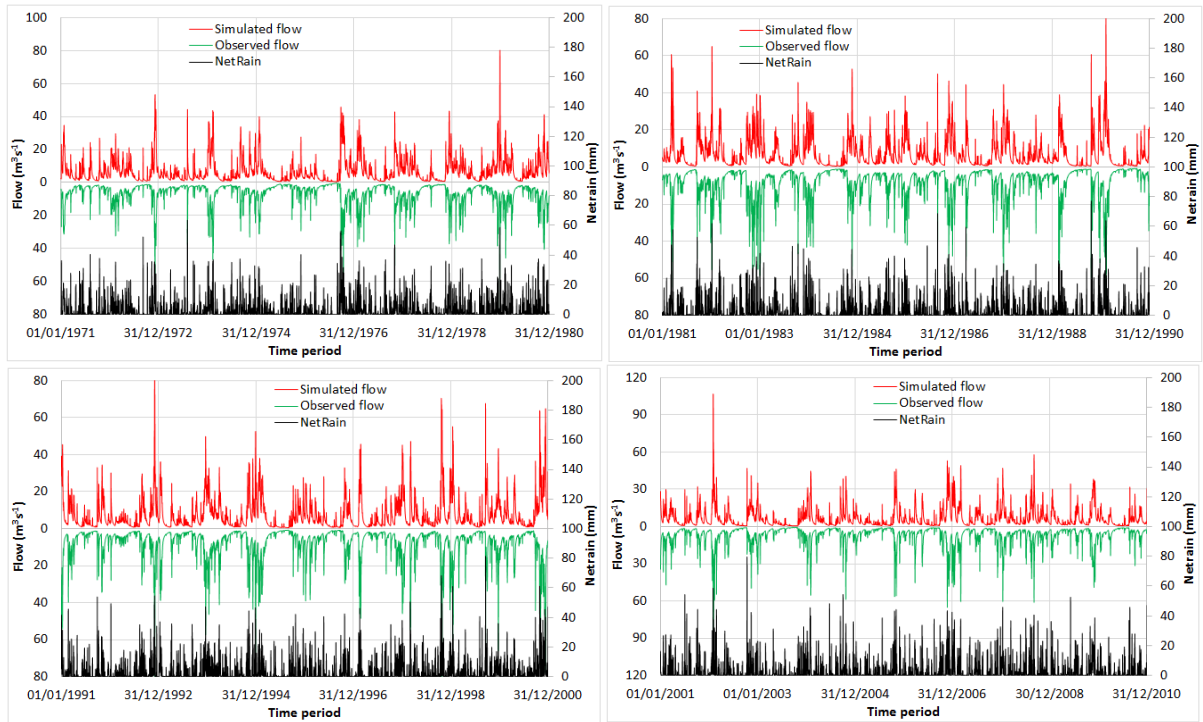 100
80
60
40
20
0
20
40
60
80
Flow (m³s⁻¹)
Simulated flow
Observed flow
NetRain
200
180
160
140
120
100
80
60
40
20
0
Netrain (mm)
01/01/1971 31/12/1972 31/12/1974 31/12/1976 31/12/1978 31/12/1980
Time period
80
60
40
20
0
20
40
60
80
Flow (m³s⁻¹)
Simulated flow
Observed flow
NetRain
200
180
160
140
120
100
80
60
40
20
0
Netrain (mm)
01/01/1981 01/01/1983 31/12/1984 31/12/1986 31/12/1988 31/12/1990
Time period
80
60
40
20
0
20
40
60
80
Flow (m³s⁻¹)
Simulated flow
Observed flow
NetRain
200
180
160
140
120
100
80
60
40
20
0
Netrain (mm)
01/01/1991 31/12/1992 31/12/1994 31/12/1996 31/12/1998 31/12/2000
Time period
120
90
60
30
0
30
60
90
120
Flow (m³s⁻¹)
Simulated flow
Observed flow
NetRain
200
180
160
140
120
100
80
60
40
20
0
Netrain (mm)
01/01/2001 01/01/2003 31/12/2004 31/12/2006 30/12/2008 31/12/2010
Time period